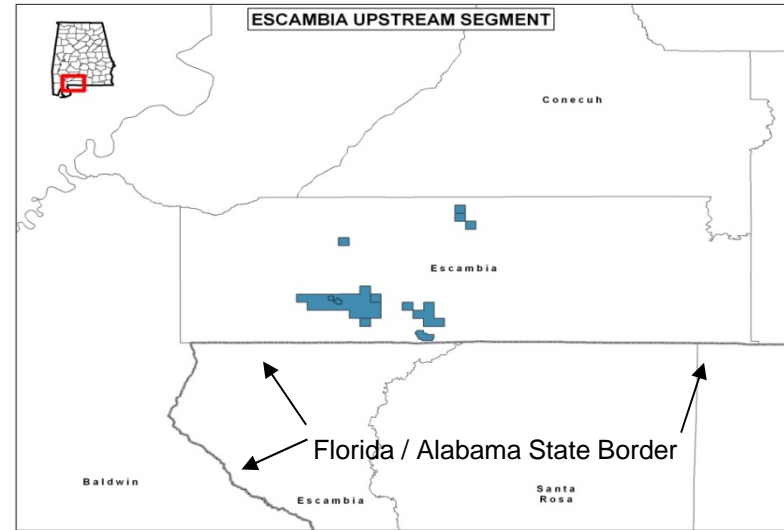 ESCAMBIA UPSTREAM SEGMENT
Conecuh
Escambia
Florida / Alabama State Border
Baldwin
Escambia
Santa
Rosa